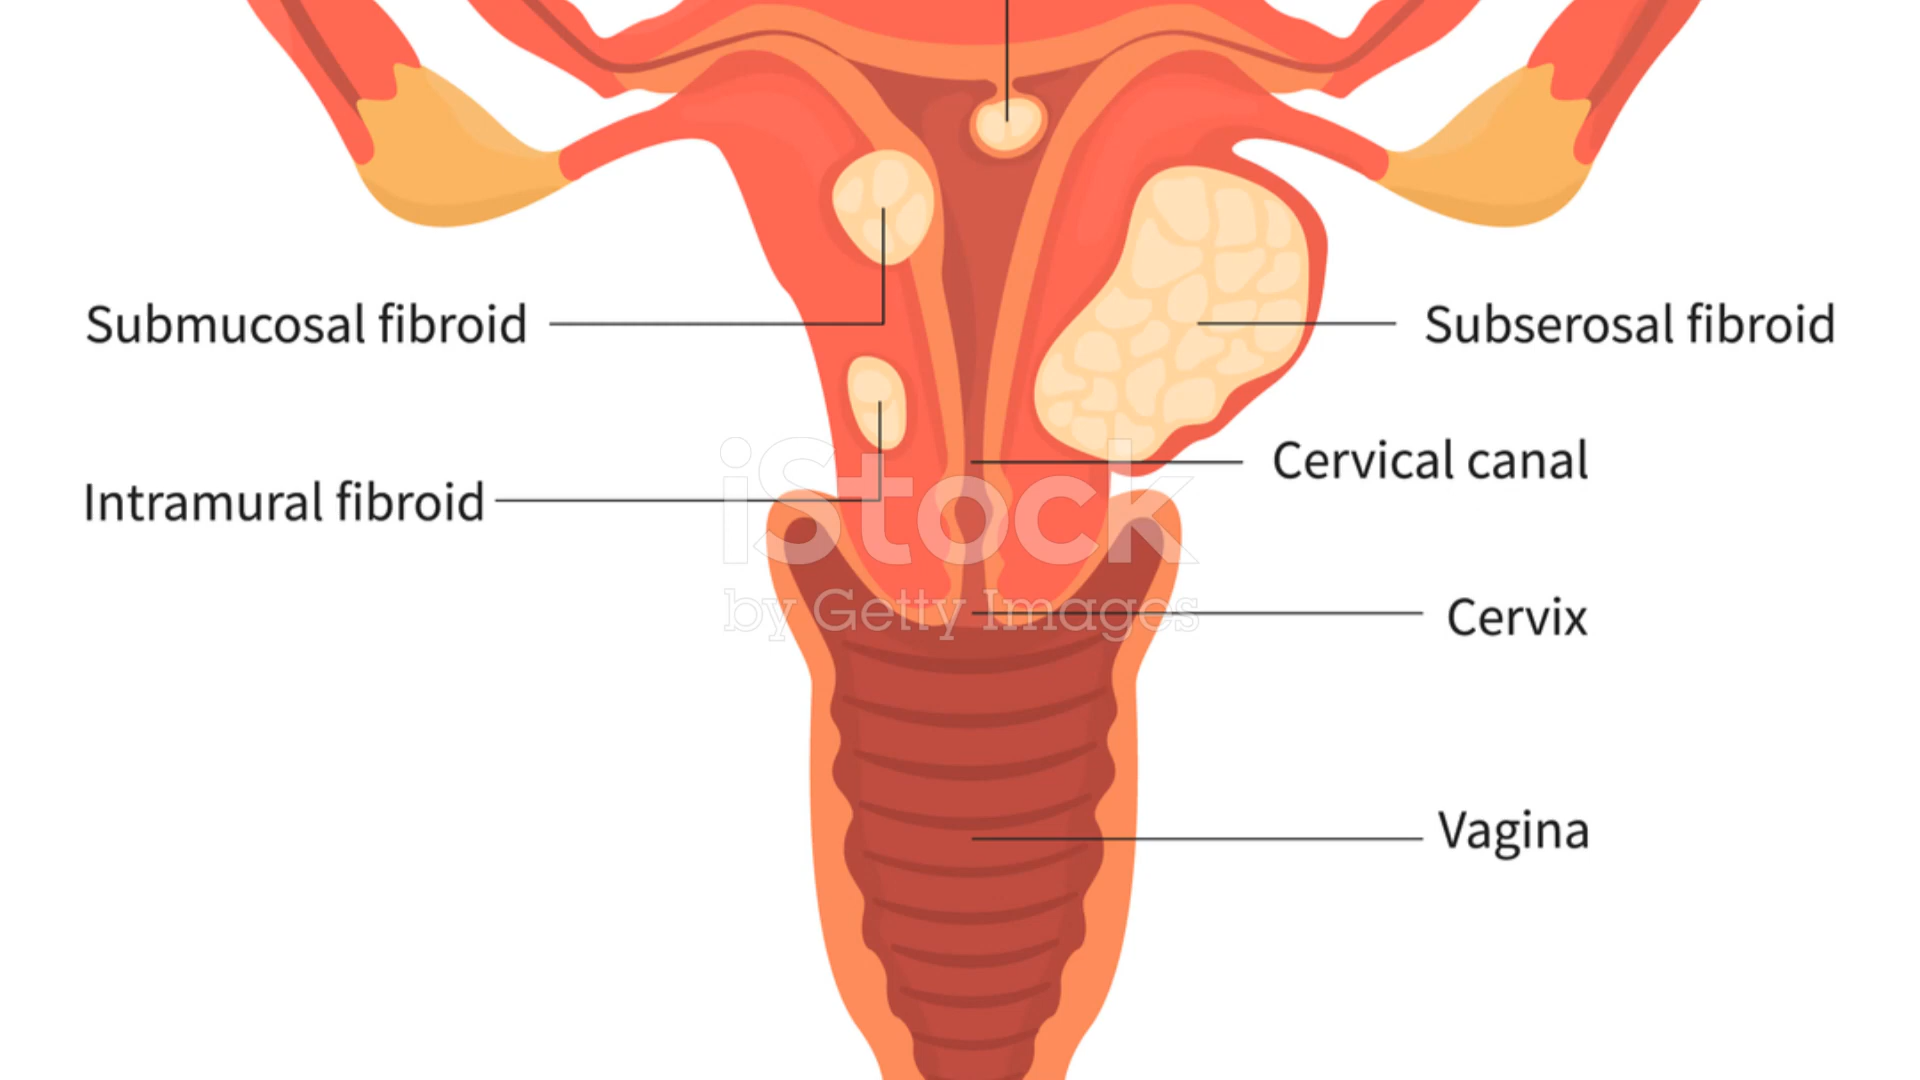 Submucosal fibroid
Subserosal fibroid
Cervical canal
Intramural fibroid
iStock
by Getty Images
Cervix
Vagina